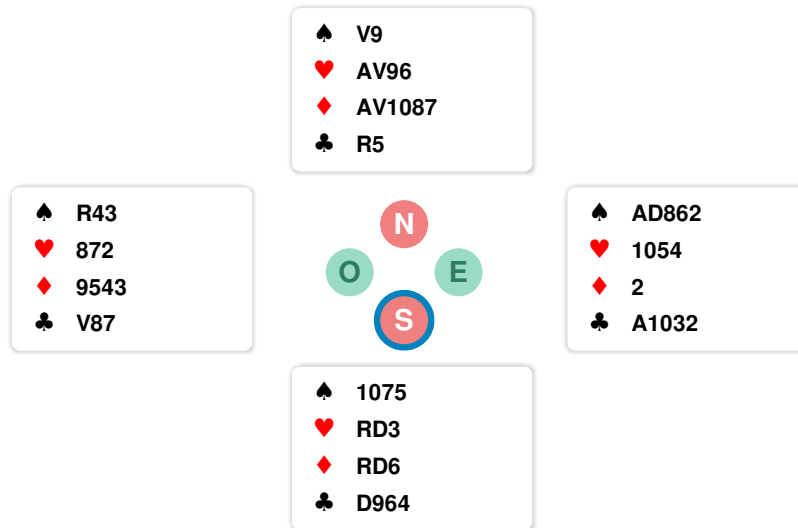 ♠ V9
♥ AV96
♦ AV1087
♣ R5
♠ R43
♥ 872
♦ 9543
♣ V87
N
O E
S
♠ AD862
♥ 1054
♦ 2
♣ A1032
♠ 1075
♥ RD3
♦ RD6
♣ D964